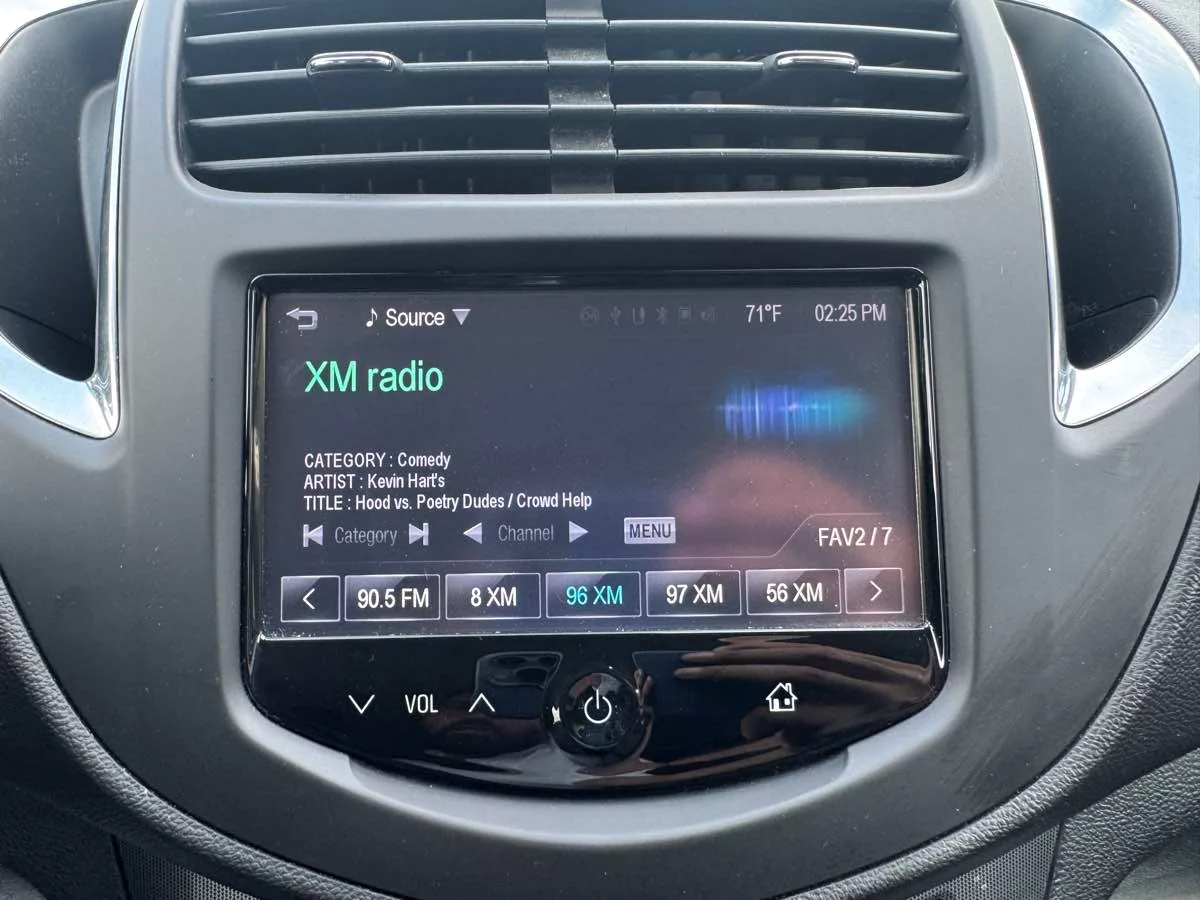 Source
71°F
02:25 PM
XM radio
CATEGORY : Comedy
ARTIST : Kevin Hart's
TITLE : Hood vs. Poetry Dudes / Crowd Help
Category
Channel
MENU
FAV2 / 7
90.5 FM
8 XM
96 XM
97 XM
56 XM
VOL